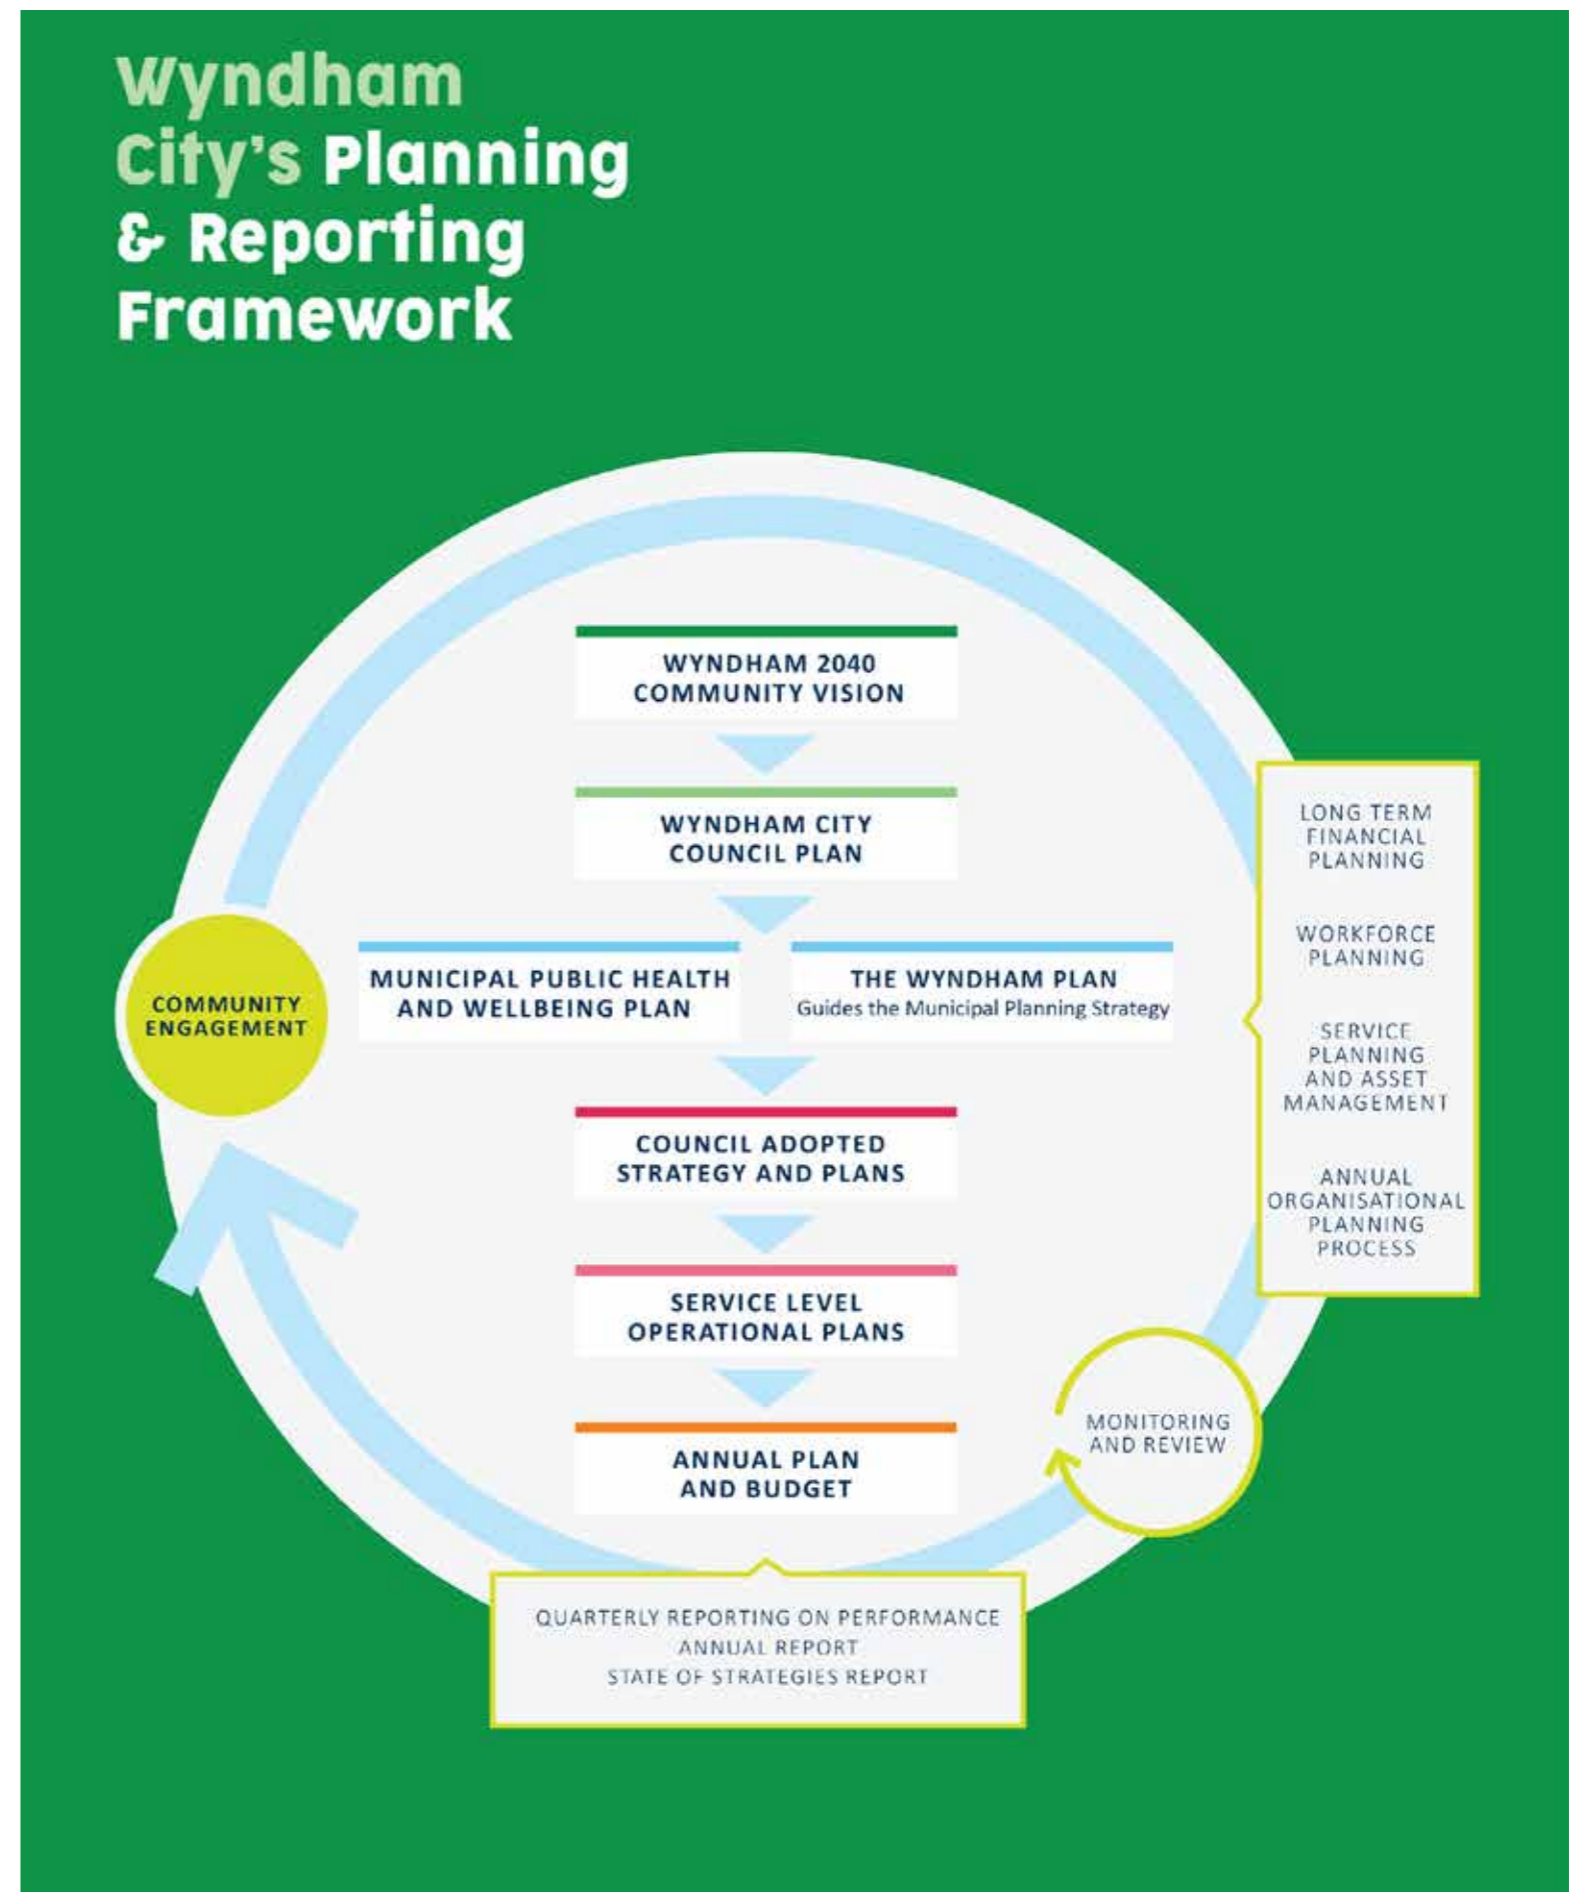 Wyndham
City's Planning
& Reporting
Framework
WYNDHAM 2040
COMMUNITY VISION
WYNDHAM CITY
COUNCIL PLAN
MUNICIPAL PUBLIC HEALTH
AND WELLBEING PLAN
THE WYNDHAM PLAN
Guides the Municipal Planning Strategy
COUNCIL ADOPTED
STRATEGY AND PLANS
SERVICE LEVEL
OPERATIONAL PLANS
ANNUAL PLAN
AND BUDGET
COMMUNITY
ENGAGEMENT
LONG TERM
FINANCIAL
PLANNING
WORKFORCE
PLANNING
SERVICE
PLANNING
AND ASSET
MANAGEMENT
ANNUAL
ORGANISATIONAL
PLANNING
PROCESS
MONITORING
AND REVIEW
QUARTERLY REPORTING ON PERFORMANCE
ANNUAL REPORT
STATE OF STRATEGIES REPORT